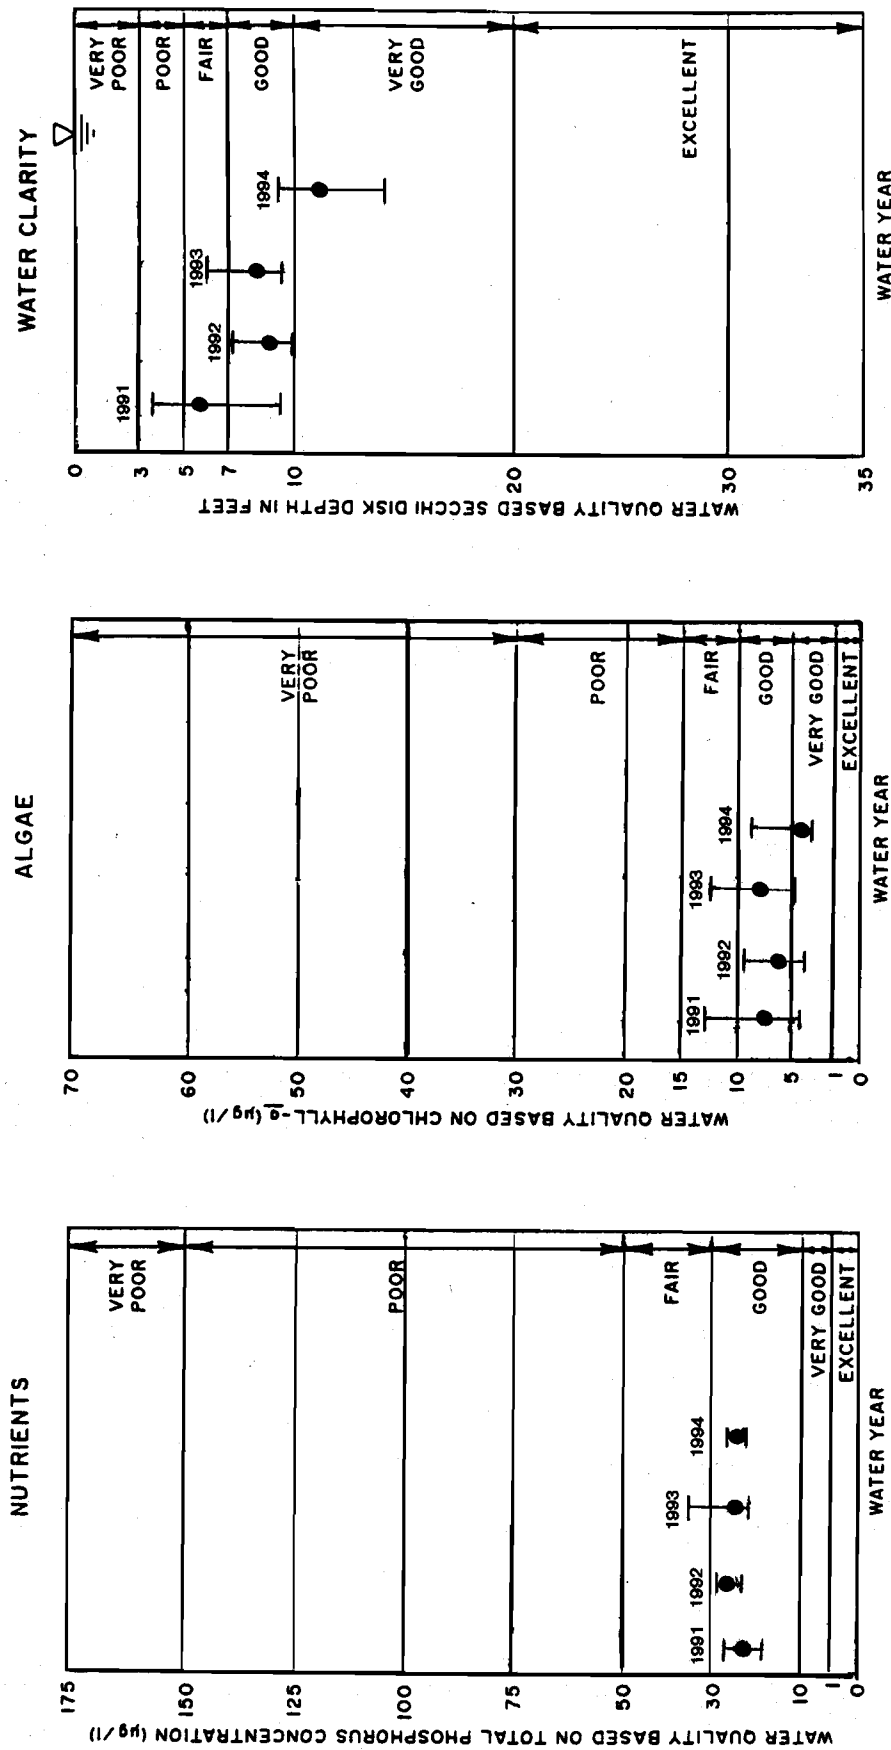 NUTRIENTS
WATER QUALITY BASED ON TOTAL PHOSPHORUS CONCENTRATION (µg/l)
175
150
125
100
75
50
30
10
1
0
VERY
POOR
POOR
FAIR
GOOD
VERY GOOD
EXCELLENT
1991
1992
1993
1994
WATER YEAR
ALGAE
WATER QUALITY BASED ON CHLOROPHYLL-a (µg/l)
70
60
50
40
30
20
15
10
5
1
0
VERY
POOR
POOR
FAIR
GOOD
VERY GOOD
EXCELLENT
1991
1992
1993
1994
WATER YEAR
WATER CLARITY
WATER QUALITY BASED SECCHI DISK DEPTH IN FEET
0
3
5
7
10
20
30
35
VERY
POOR
POOR
FAIR
GOOD
VERY
GOOD
EXCELLENT
1991
1992
1993
1994
WATER YEAR